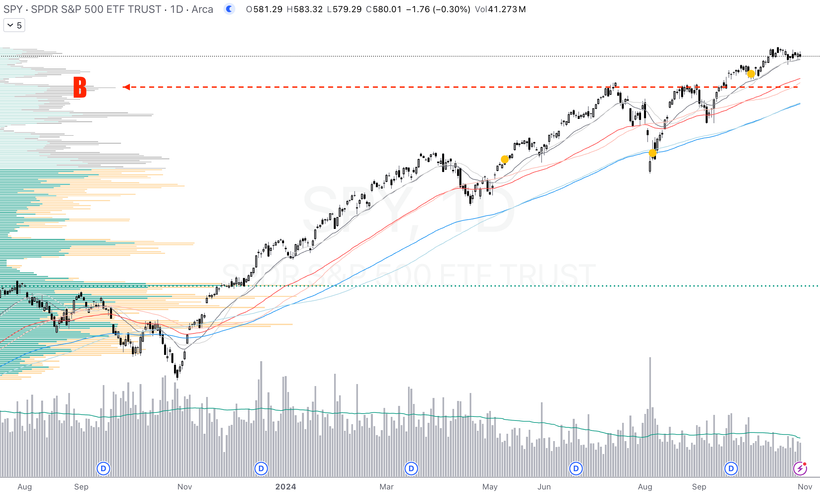 SPY · SPDR S&P 500 ETF TRUST · 1D · Arca O581.29 H583.32 L579.29 C580.01 −1.76 (−0.30%) Vol41.273M
5
B
SPY, 1D
SPDR S&P 500 ETF TRUST
D D D D D
Aug Sep Nov 2024 Mar May Jun Aug Sep Nov